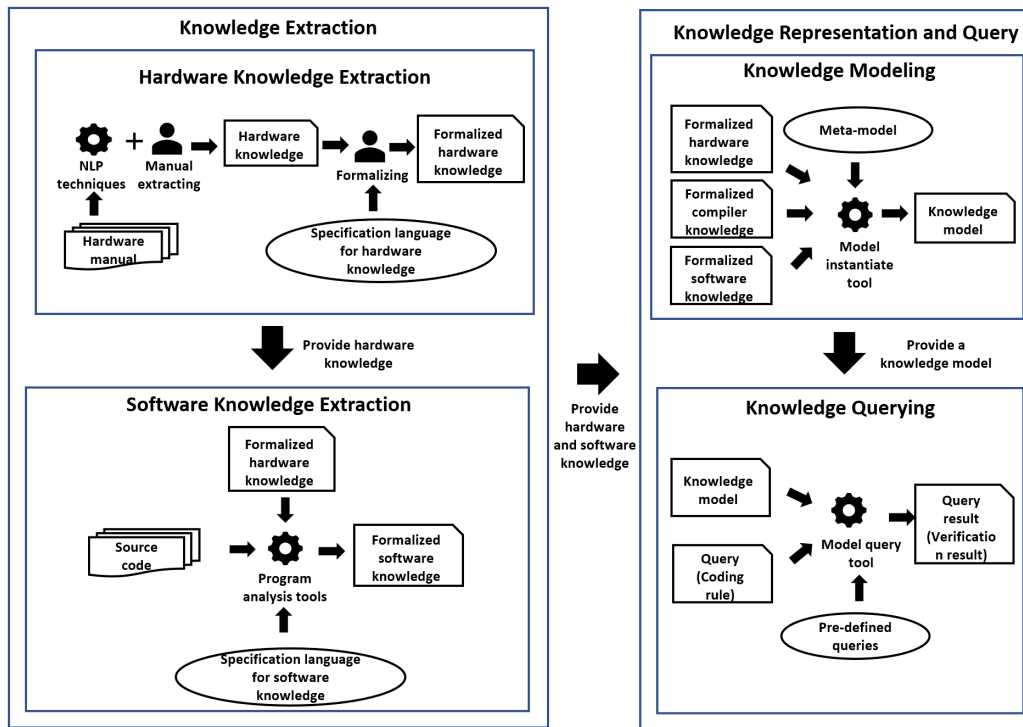 Knowledge Extraction
Hardware Knowledge Extraction
NLP
techniques
+
Manual
extracting
Hardware
knowledge
Formalizing
Formalized
hardware
knowledge
Hardware
manual
Specification language
for hardware
knowledge
Provide hardware
knowledge
Software Knowledge Extraction
Formalized
hardware
knowledge
Source
code
Program
analysis tools
Formalized
software
knowledge
Specification language
for software
knowledge
Provide
hardware
and software
knowledge
Knowledge Representation and Query
Knowledge Modeling
Formalized
hardware
knowledge
Meta-model
Formalized
compiler
knowledge
Model
instantiate
tool
Knowledge
model
Formalized
software
knowledge
Provide a
knowledge model
Knowledge Querying
Knowledge
model
Query
(Coding
rule)
Model query
tool
Query
result
(Verificatio
n result)
Pre-defined
queries